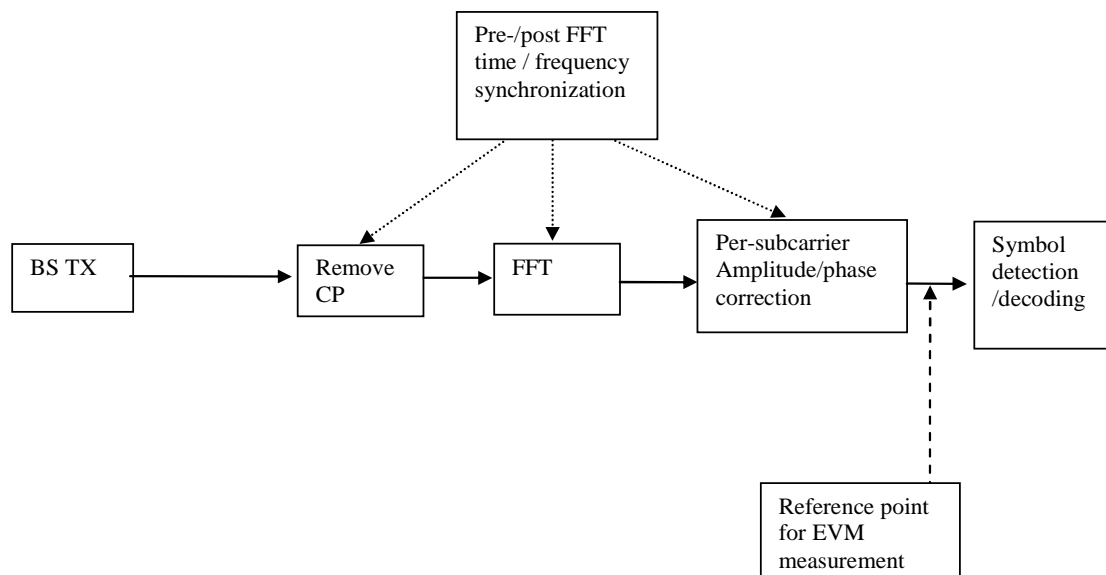 Pre-/post FFT
time / frequency
synchronization
BS TX
Remove
CP
FFT
Per-subcarrier
Amplitude/phase
correction
Symbol
detection
/decoding
Reference point
for EVM
measurement